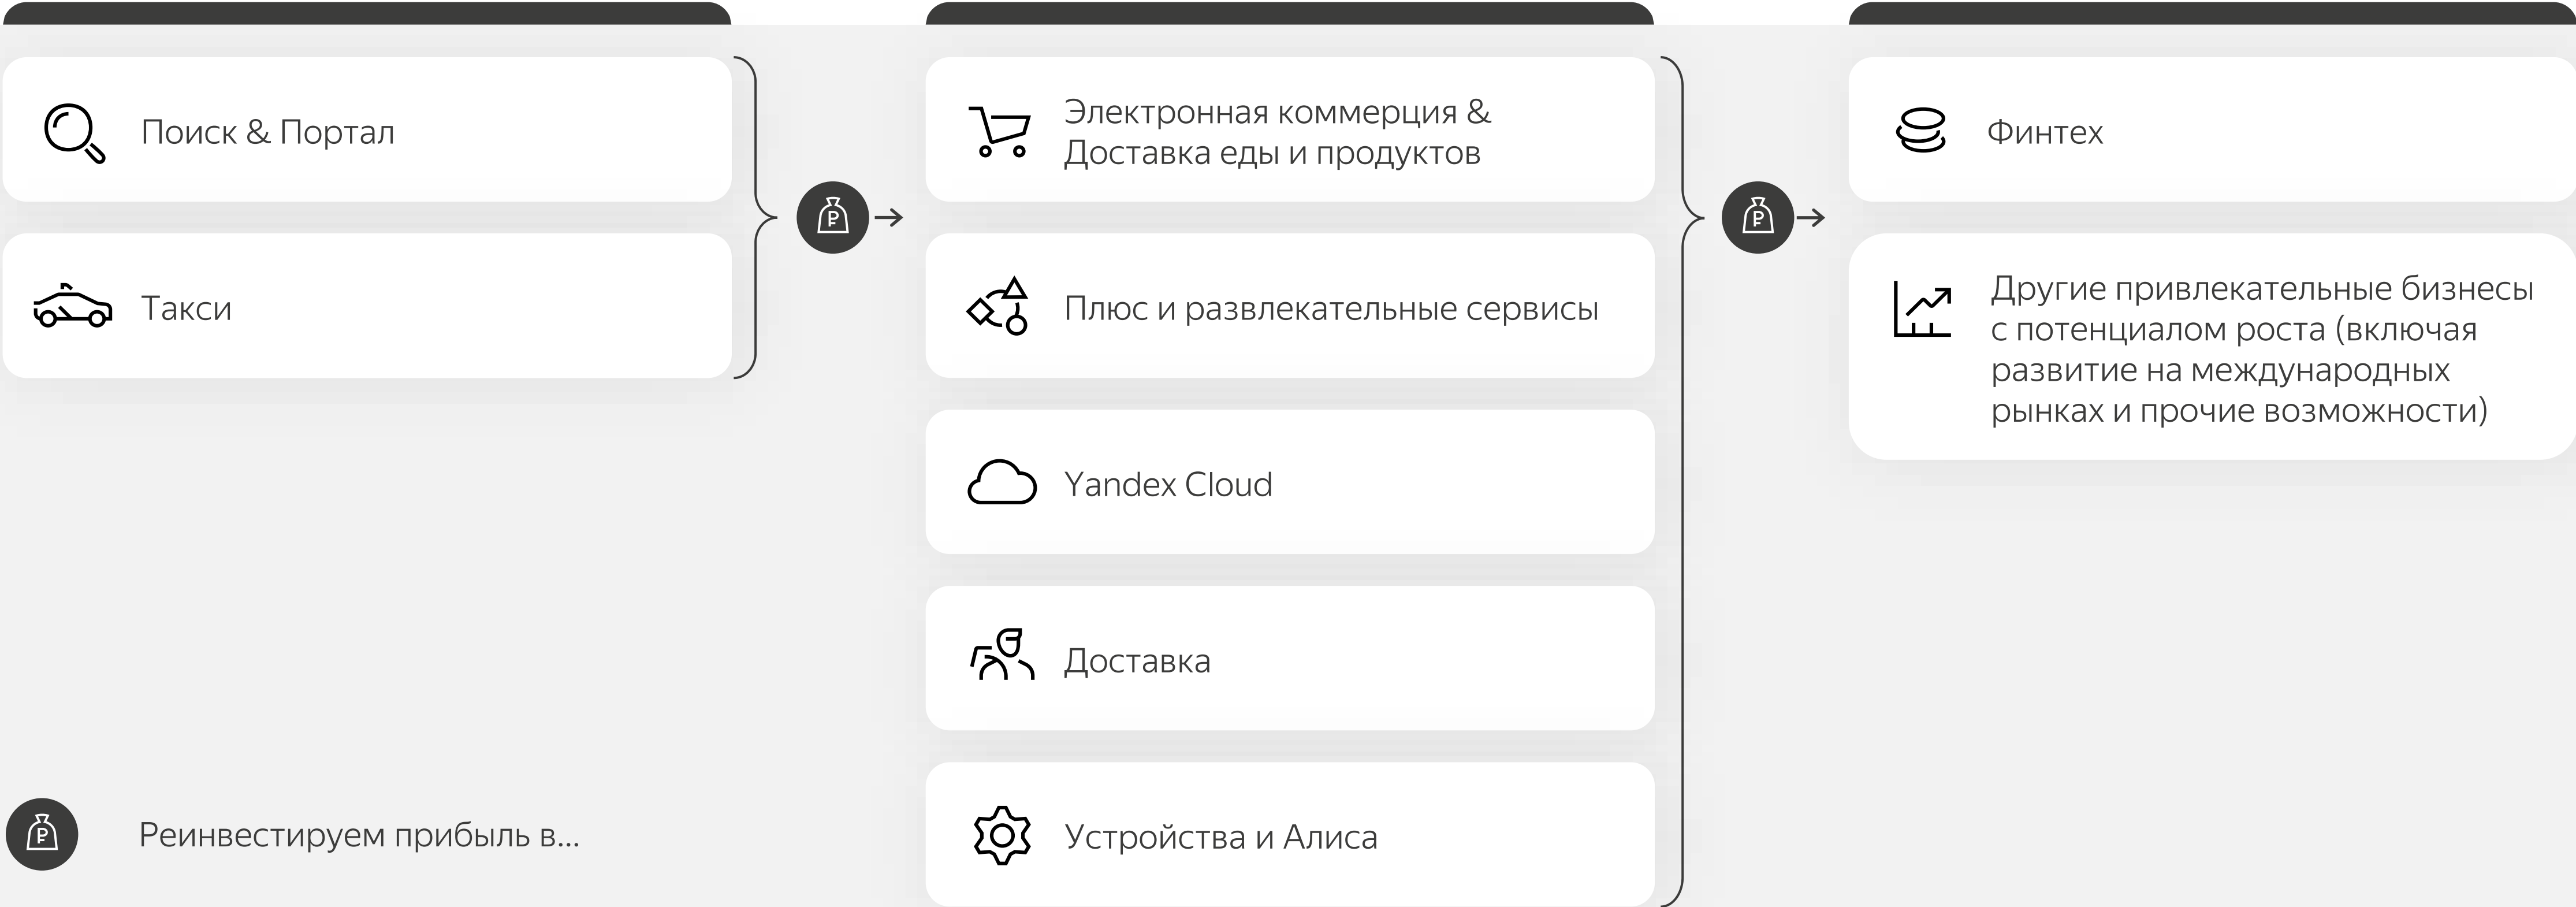 Поиск & Портал
Такси
Реинвестируем прибыль в...
Электронная коммерция &
Доставка еды и продуктов
Плюс и развлекательные сервисы
Yandex Cloud
Доставка
Устройства и Алиса
Финтех
Другие привлекательные бизнесы
с потенциалом роста (включая
развитие на международных
рынках и прочие возможности)